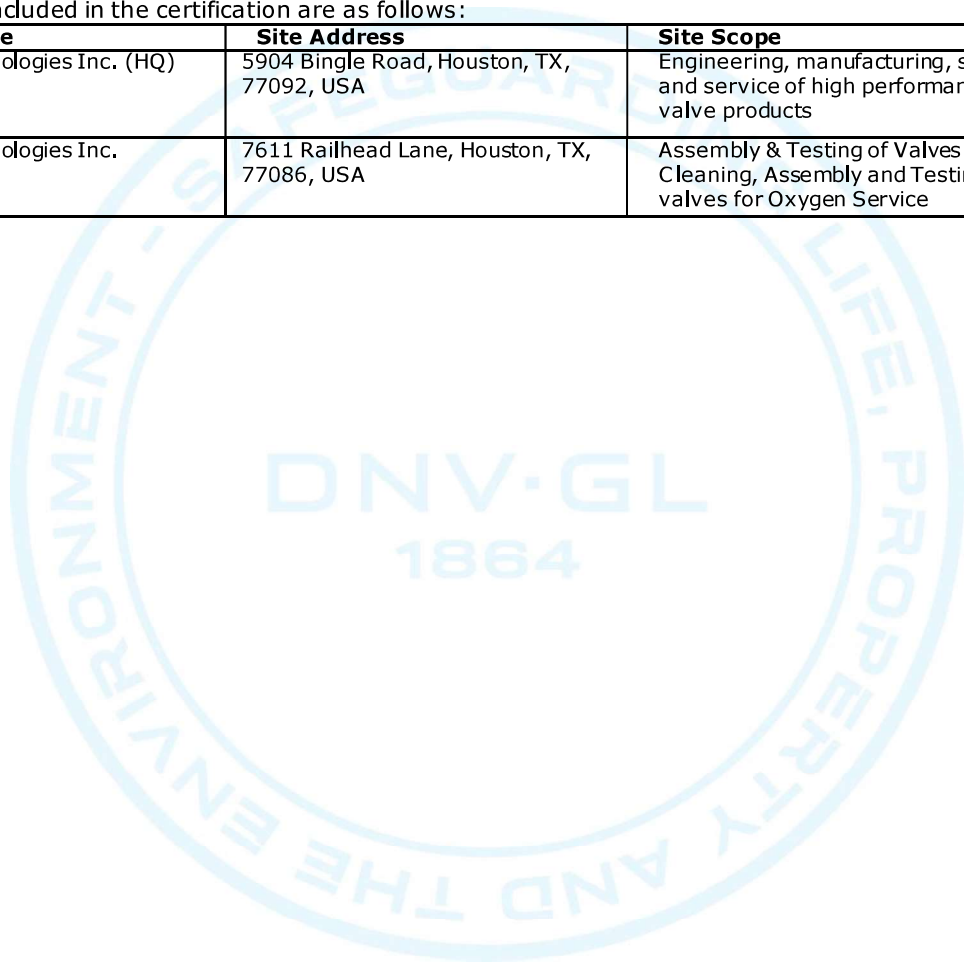 cluded in the certification are as follows:
e Site Address Site Scope
ologies Inc. (HQ) 5904 Bingle Road, Houston, TX, Engineering, manufacturing, s
77092, USA and service of high performan
valve products
ologies Inc. 7611 Railhead Lane, Houston, TX, Assembly & Testing of Valves
77086, USA Cleaning, Assembly and Testi
valves for Oxygen Service
SAFEGUARDING LIFE, PROPERTY AND THE ENVIRONMENT -
DNV·GL
1864